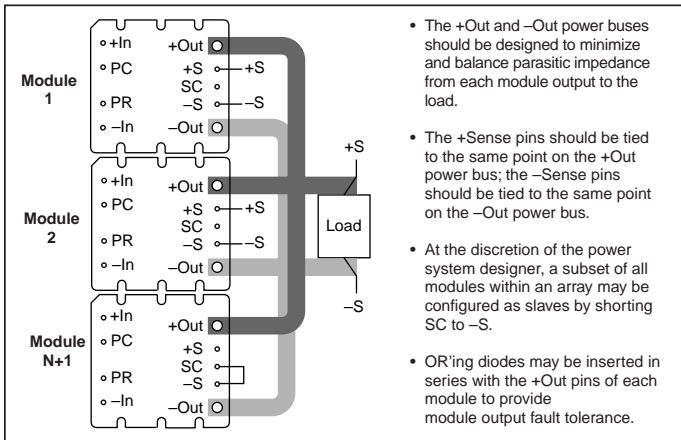 Module
1
+In
PC
PR
–In
+Out
+S
SC
–S
–Out
+S
–S
Module
2
+In
PC
PR
–In
+Out
+S
SC
–S
–Out
+S
–S
Module
N+1
+In
PC
PR
–In
+Out
+S
SC
–S
–Out
+S
Load
–S
• The +Out and –Out power buses
should be designed to minimize
and balance parasitic impedance
from each module output to the
load.
• The +Sense pins should be tied
to the same point on the +Out
power bus; the –Sense pins
should be tied to the same point
on the –Out power bus.
• At the discretion of the power
system designer, a subset of all
modules within an array may be
configured as slaves by shorting
SC to –S.
• OR'ing diodes may be inserted in
series with the +Out pins of each
module to provide
module output fault tolerance.